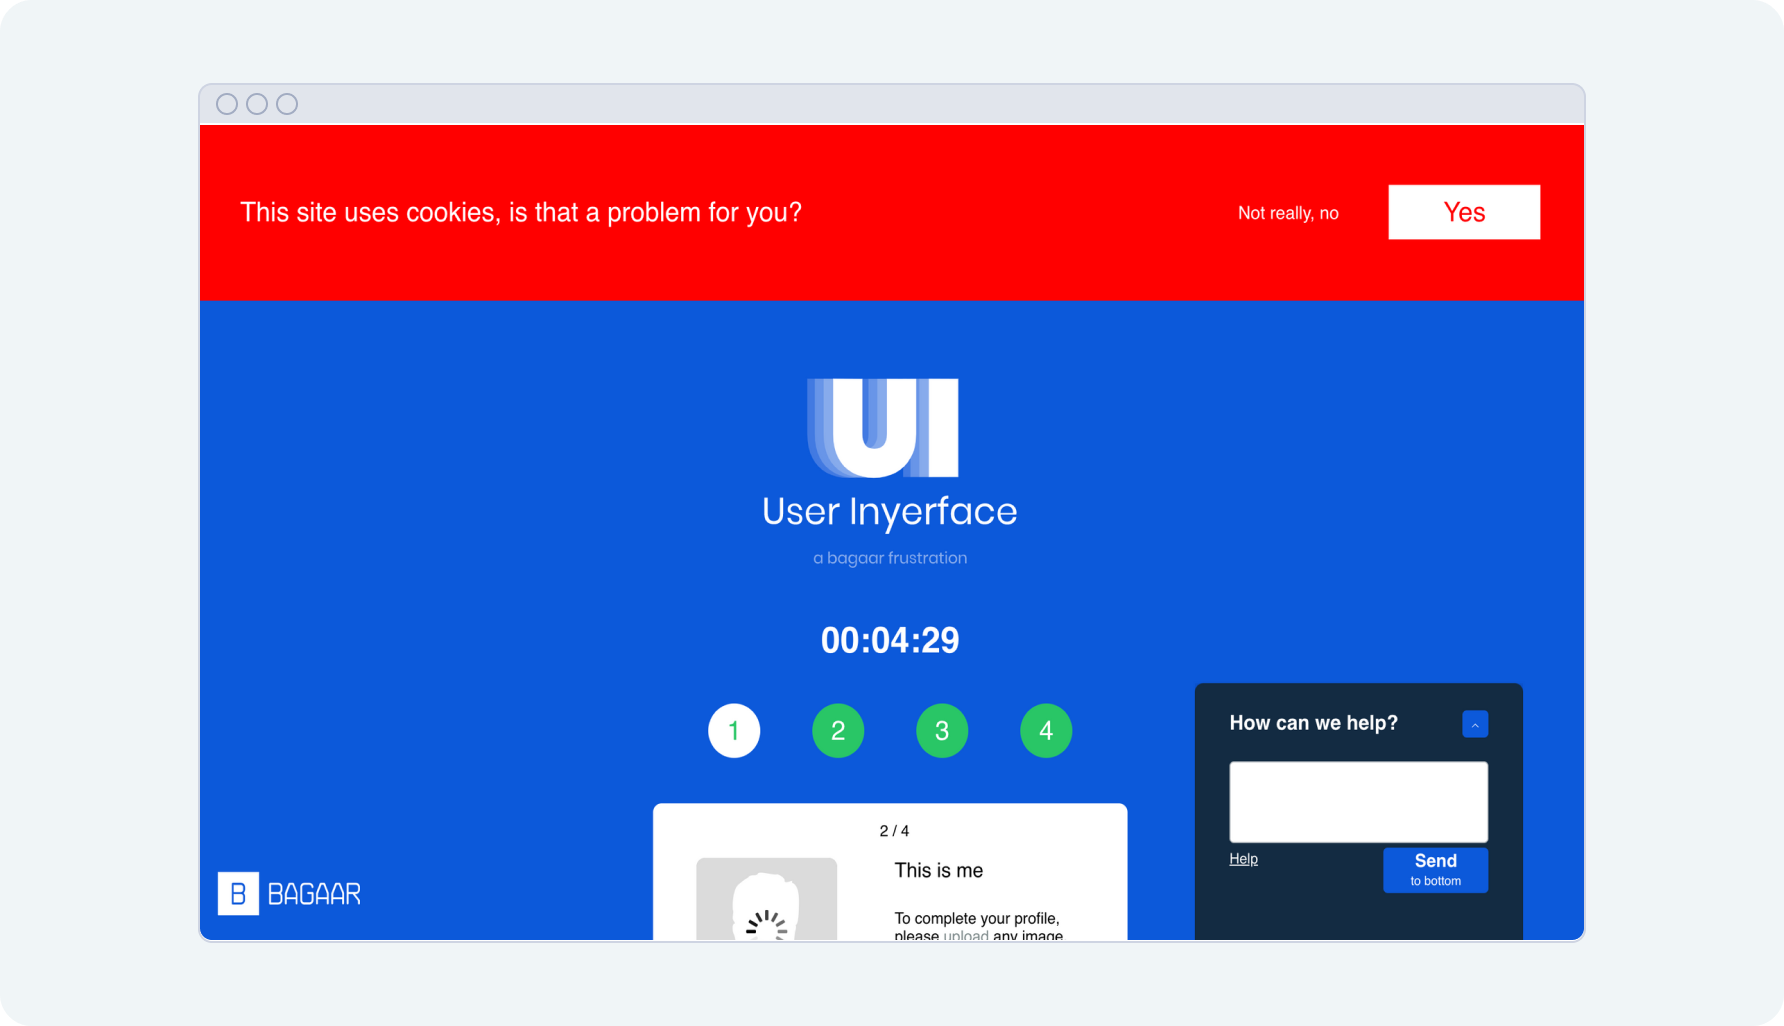 This site uses cookies, is that a problem for you?
Not really, no
Yes
UI
User Inyerface
a bagaar frustration
00:04:29
1
2
3
4
How can we help?
Help
Send
to bottom
2 / 4
This is me
To complete your profile,
please upload any image
B BAGAAR